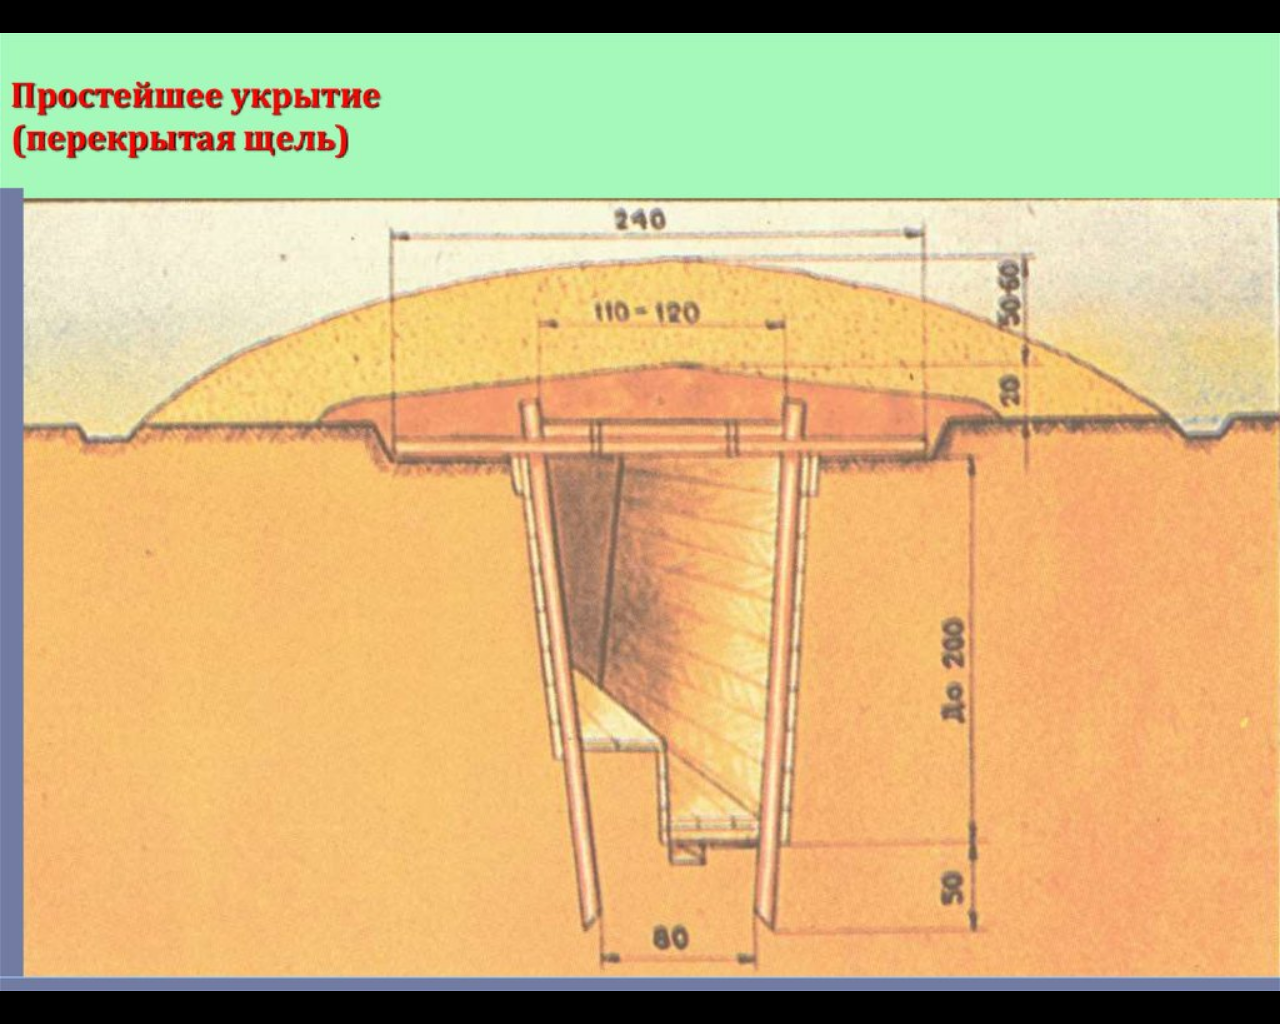 Простейшее укрытие
(перекрытая щель)
240
110-120
50-60
20
До 200
50
80